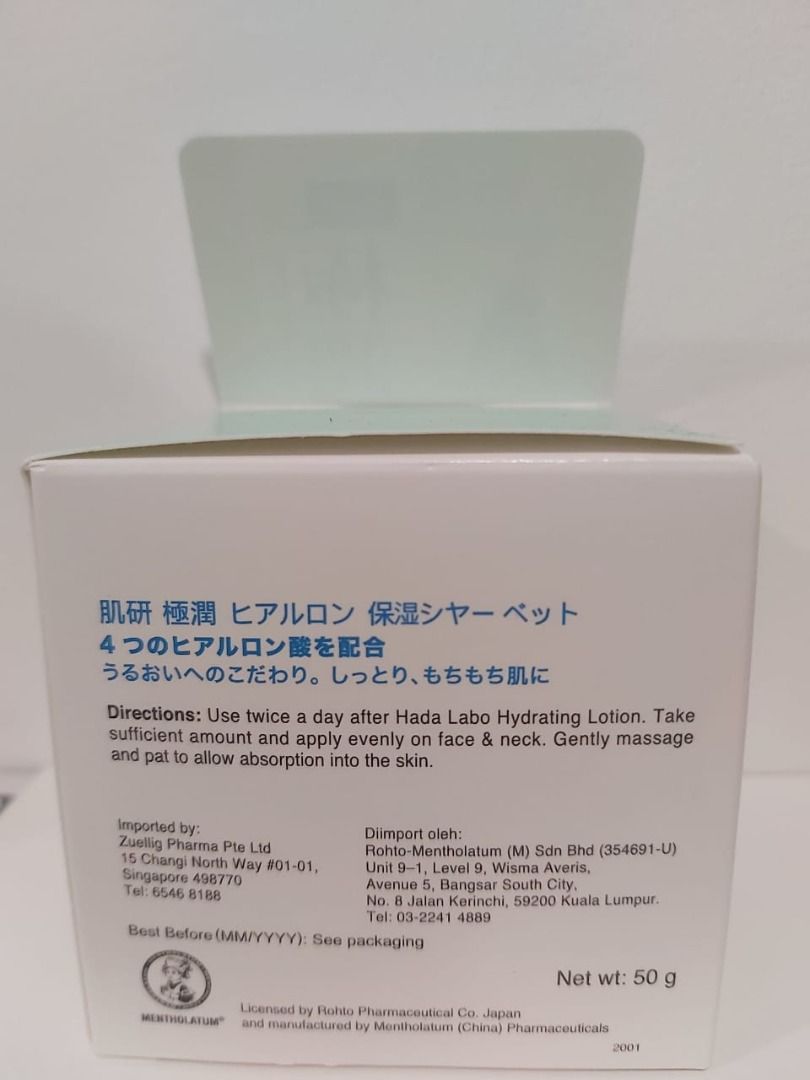 肌研 極潤 ヒアルロン 保湿シヤー ベット
4つのヒアルロン酸を配合
うるおいへのこだわり。しっとり、もちもち肌に
Directions: Use twice a day after Hada Labo Hydrating Lotion. Take
sufficient amount and apply evenly on face & neck. Gently massage
and pat to allow absorption into the skin.
Imported by:
Zuellig Pharma Pte Ltd
15 Changi North Way #01-01,
Singapore 498770
Tel: 6546 8188
Diimport oleh:
Rohto-Mentholatum (M) Sdn Bhd (354691-U)
Unit 9–1, Level 9, Wisma Averis,
Avenue 5, Bangsar South City,
No. 8 Jalan Kerinchi, 59200 Kuala Lumpur.
Tel: 03-2241 4889
Best Before (MM/YYYY): See packaging
Net wt: 50 g
MENTHOLATUM®
Licensed by Rohto Pharmaceutical Co. Japan
and manufactured by Mentholatum (China) Pharmaceuticals
2001